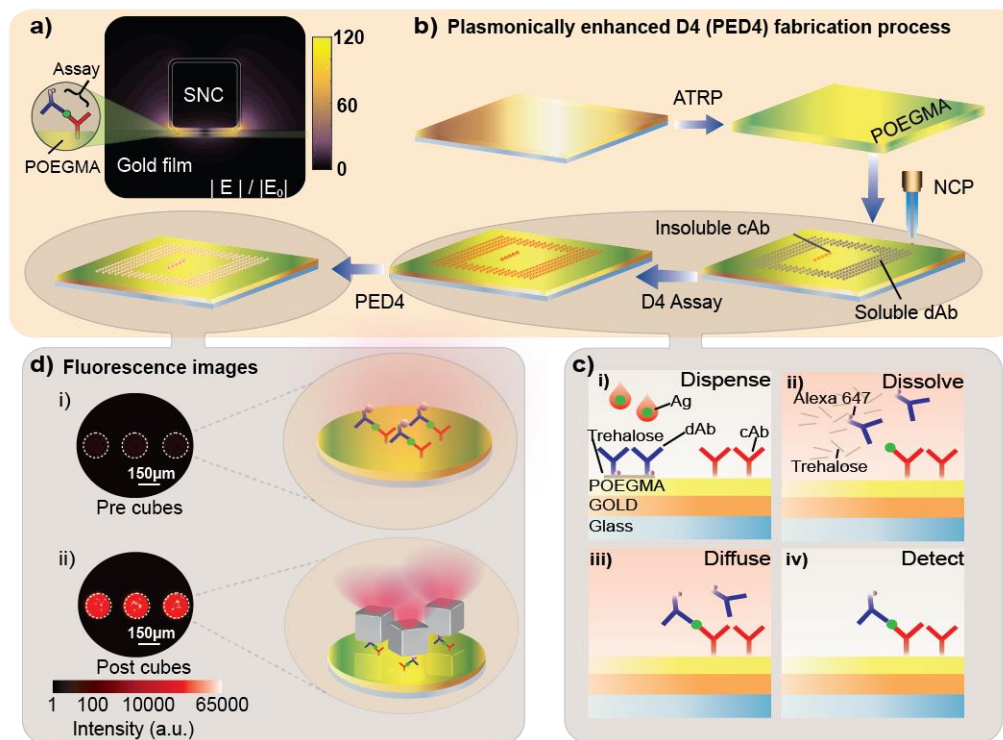 a)
Assay
POEGMA
SNC
Gold film
| E | / |E₀|
120
60
0
b) Plasmonically enhanced D4 (PED4) fabrication process
ATRP
POEGMA
NCP
Insoluble cAb
Soluble dAb
D4 Assay
PED4
c)
i) Dispense
Ag
Trehalose
dAb
cAb
POEGMA
GOLD
Glass
ii) Dissolve
Alexa 647
Trehalose
iii) Diffuse
iv) Detect
d) Fluorescence images
i)
150µm
Pre cubes
ii)
150µm
Post cubes
1 100 10000 65000
Intensity (a.u.)